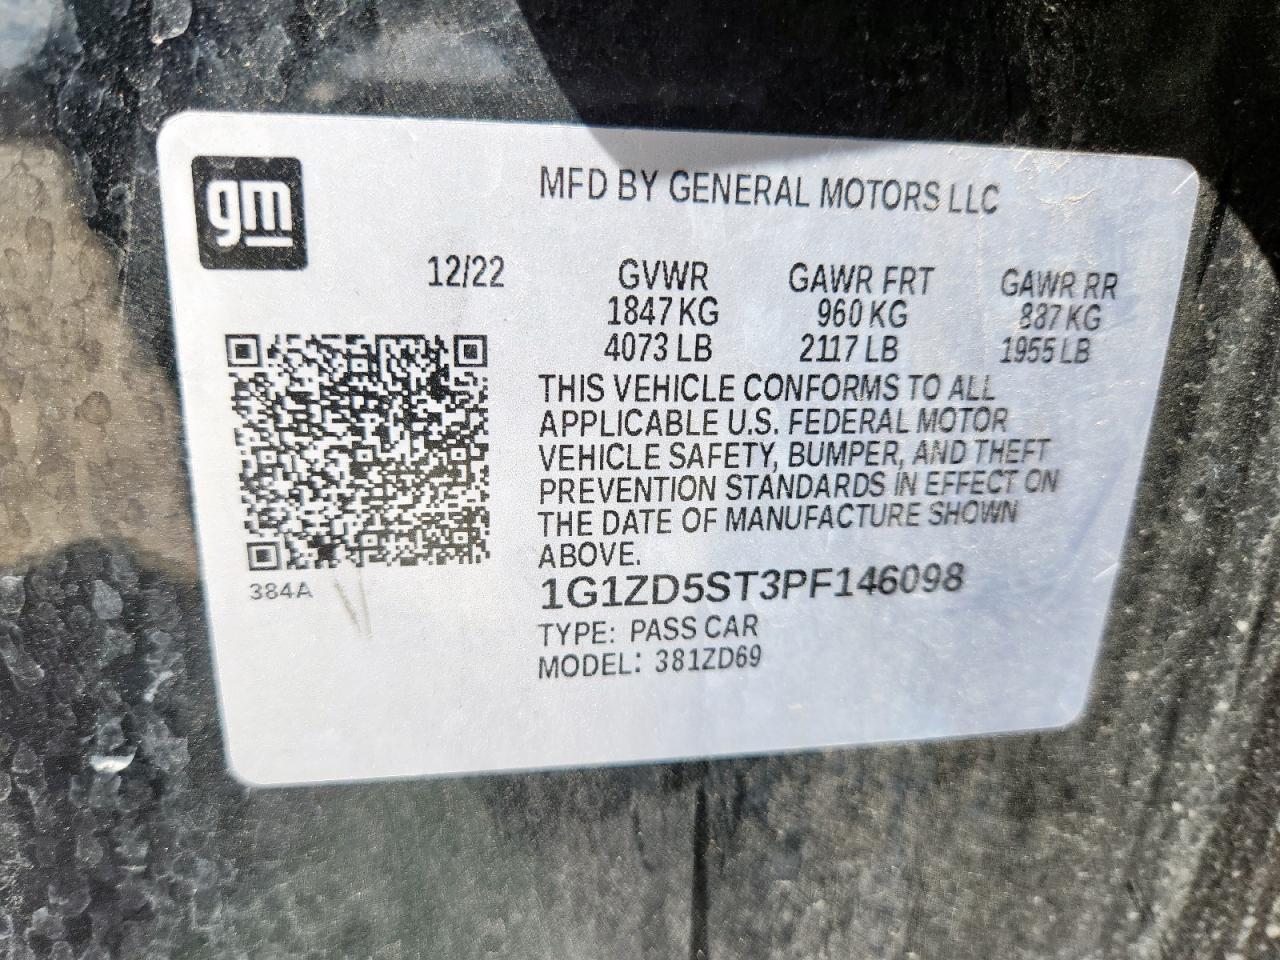 gm
MFD BY GENERAL MOTORS LLC
12/22 GVWR GAWR FRT GAWR RR
1847 KG 960 KG 887 KG
4073 LB 2117 LB 1955 LB
THIS VEHICLE CONFORMS TO ALL
APPLICABLE U.S. FEDERAL MOTOR
VEHICLE SAFETY, BUMPER, AND THEFT
PREVENTION STANDARDS IN EFFECT ON
THE DATE OF MANUFACTURE SHOWN
ABOVE.
384A
1G1ZD5ST3PF146098
TYPE: PASS CAR
MODEL: 381ZD69